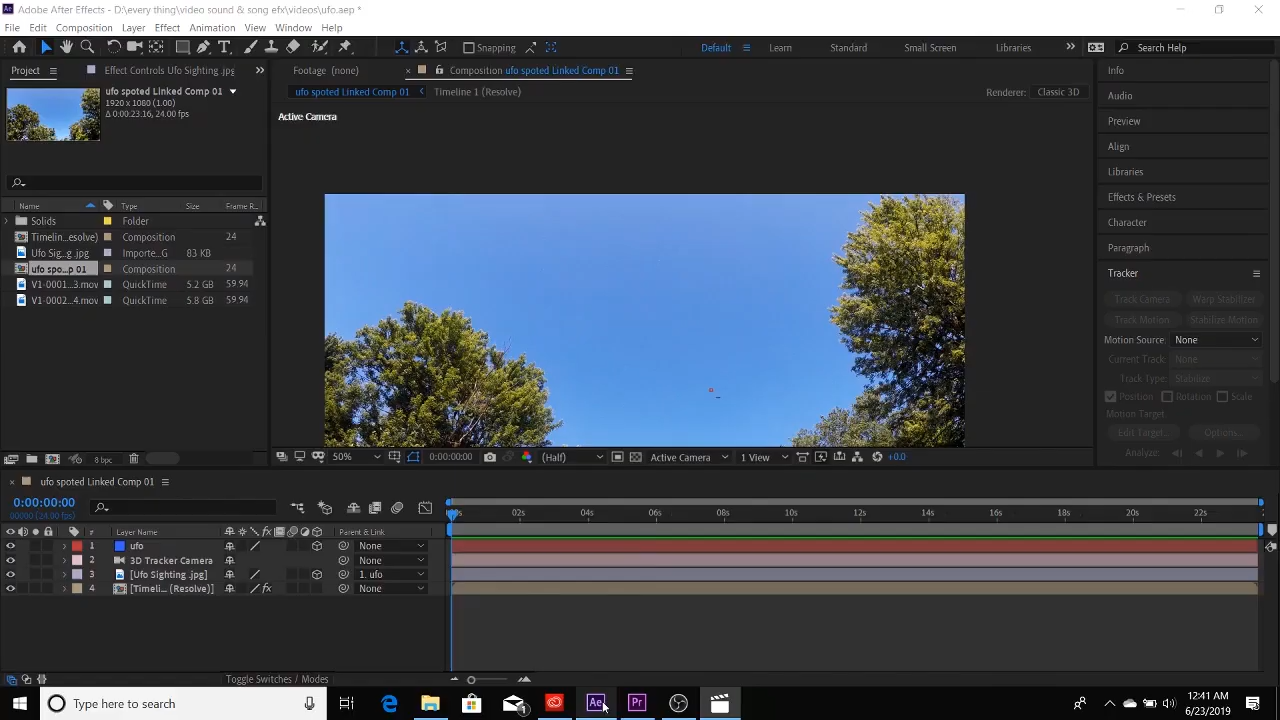 Adobe After Effects - D:\every thing\video sound & song efx\videos\ufo.aep *
File Edit Composition Layer Effect Animation View Window Help
Snapping
Default Learn Standard Small Screen Libraries Search Help
Project Effect Controls Ufo Sighting .jpg Footage (none) Composition ufo spoted Linked Comp 01
ufo spoted Linked Comp 01
1920 x 1080 (1.00)
Δ 0:00:23.16, 24.00 fps
ufo spoted Linked Comp 01 Timeline 1 (Resolve) Renderer: Classic 3D
Active Camera
Name Type Size Frame R...
Solids Folder
Timelin...esolve) Composition 24
Ufo Sig...g.jpg Importe...G 83 KB
ufo spo...p 01 Composition 24
V1-0001...3.mov QuickTime 5.2 GB 59.94
V1-0002...4.mov QuickTime 5.8 GB 59.94
8 bpc
50% 0:00:00:00 (Half) Active Camera 1 View +0.0
Info
Audio
Preview
Align
Libraries
Effects & Presets
Character
Paragraph
Tracker
Track Camera Warp Stabilizer
Track Motion Stabilize Motion
Motion Source: None
Current Track: None
Track Type: Stabilize
Position Rotation Scale
Motion Target:
Edit Target... Options...
Analyze:
ufo spoted Linked Comp 01
0:00:00:00
00000 (24.00 fps)
02s 04s 06s 08s 10s 12s 14s 16s 18s 20s 22s
# Layer Name Parent & Link
1 ufo None
2 3D Tracker Camera None
3 [Ufo Sighting .jpg] 1. ufo
4 [Timeli... (Resolve)] None
Toggle Switches / Modes
Type here to search
Ae Pr
12:41 AM
6/23/2019